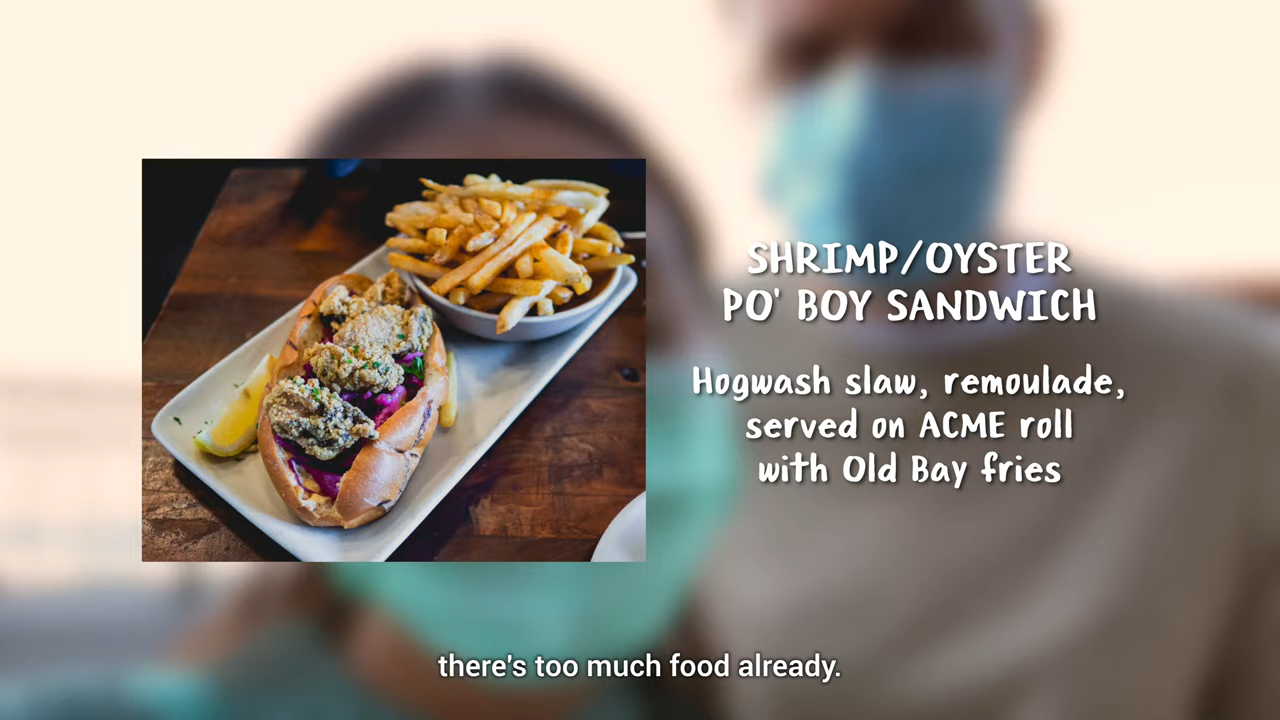 SHRIMP/OYSTER
PO' BOY SANDWICH
Hogwash slaw, remoulade,
served on ACME roll
with Old Bay fries
there's too much food already.